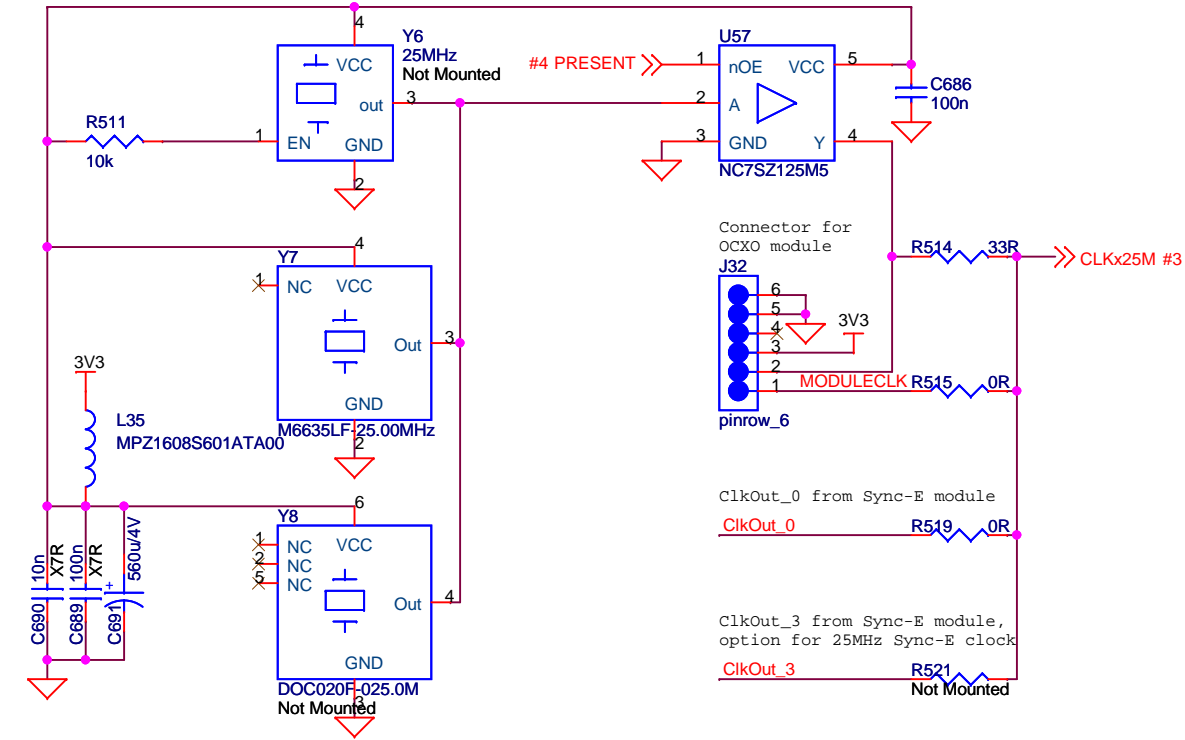 4
Y6
25MHz
Not Mounted
VCC
out
3
EN
GND
1
2
R511
10k
#4 PRESENT
U57
1
nOE
VCC
5
2
A
3
GND
Y
4
NC7SZ125M5
C686
100n
4
Y7
1
NC
VCC
Out
3
GND
M6635LF-25.00MHz
2
Connector for
OCXO module
J32
6
5
4
3
2
1
3V3
MODULECLK
pinrow_6
R514
33R
CLKx25M #3
R515
0R
3V3
L35
MPZ1608S601ATA00
6
Y8
1
NC
2
NC
5
NC
VCC
Out
4
GND
DOC020F-025.0M
Not Mounted
3
C690
10n
X7R
C689
100n
X7R
C691
+
560u/4V
ClkOut_0 from Sync-E module
ClkOut_0
R519
0R
ClkOut_3 from Sync-E module,
option for 25MHz Sync-E clock
ClkOut_3
R521
Not Mounted